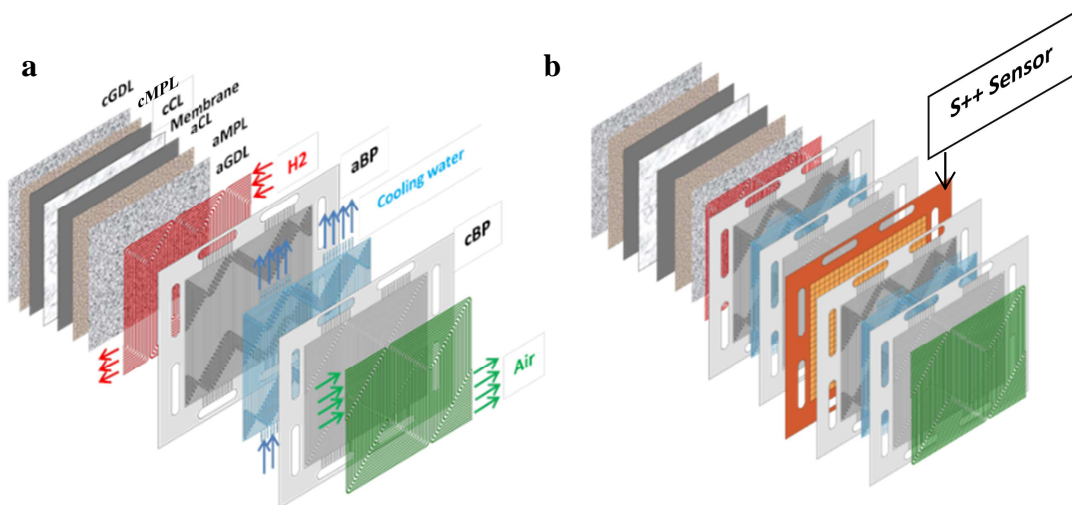 a
cGDL
cMPL
cCL
Membrane
aCL
aMPL
aGDL
H2
aBP
Cooling water
cBP
Air
b
S++ Sensor